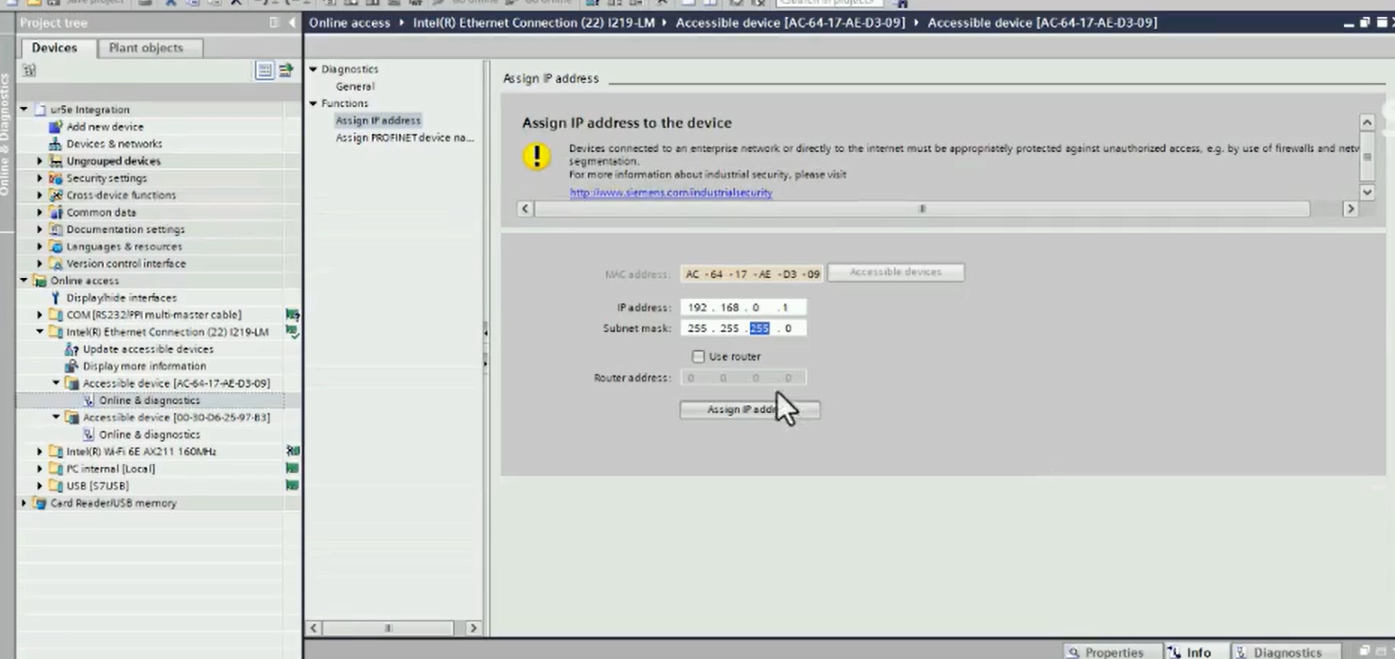 Project tree
Online access ▸ Intel(R) Ethernet Connection (22) I219-LM ▸ Accessible device [AC-64-17-AE-D3-09] ▸ Accessible device [AC-64-17-AE-D3-09]
Devices
Plant objects
Online & Diagnostics
ur5e Integration
Add new device
Devices & networks
Ungrouped devices
Security settings
Cross-device functions
Common data
Documentation settings
Languages & resources
Version control interface
Online access
Display/hide interfaces
COM [RS232/PPI multi-master cable]
Intel(R) Ethernet Connection (22) I219-LM
Update accessible devices
Display more information
Accessible device [AC-64-17-AE-D3-09]
Online & diagnostics
Accessible device [00-30-D6-25-97-B3]
Online & diagnostics
Intel(R) Wi-Fi 6E AX211 160MHz
PC internal [Local]
USB [S7USB]
Card Reader/USB memory
Diagnostics
General
Functions
Assign IP address
Assign PROFINET device na...
Assign IP address
Assign IP address to the device
Devices connected to an enterprise network or directly to the internet must be appropriately protected against unauthorized access, e.g. by use of firewalls and netw
segmentation.
For more information about industrial security, please visit
http://www.siemens.com/industrialsecurity
MAC address: AC -64 -17 -AE -D3 -09 Accessible devices
IP address: 192 . 168 . 0 . 1
Subnet mask: 255 . 255 . 255 . 0
Use router
Router address: 0 0 0 0
Assign IP addr
Properties
Info
Diagnostics